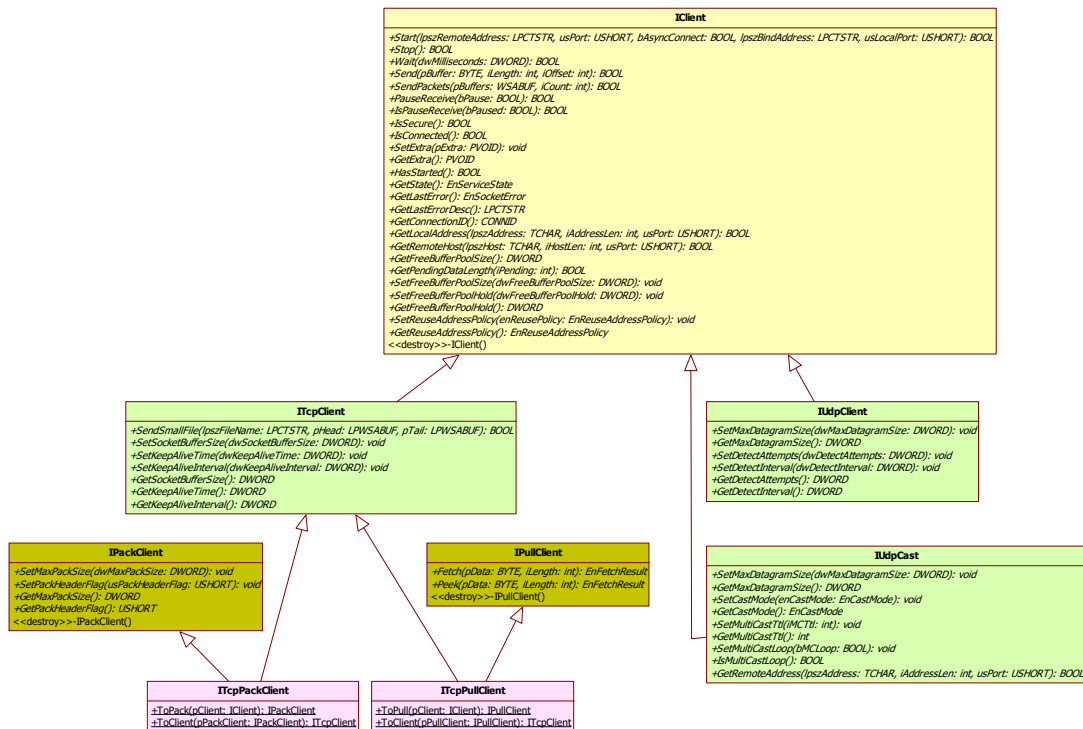 IClient
+Start(lpszRemoteAddress: LPCTSTR, usPort: USHORT, bAsyncConnect: BOOL, lpszBindAddress: LPCTSTR, usLocalPort: USHORT): BOOL
+Stop(): BOOL
+Wait(dwMilliseconds: DWORD): BOOL
+Send(pBuffer: BYTE, iLength: int, iOffset: int): BOOL
+SendPackets(pBuffers: WSABUF, iCount: int): BOOL
+PauseReceive(bPause: BOOL): BOOL
+IsPauseReceive(bPaused: BOOL): BOOL
+IsSecure(): BOOL
+IsConnected(): BOOL
+SetExtra(pExtra: PVOID): void
+GetExtra(): PVOID
+HasStarted(): BOOL
+GetState(): EnServiceState
+GetLastError(): EnSocketError
+GetLastErrorDesc(): LPCTSTR
+GetConnectionID(): CONNID
+GetLocalAddress(lpszAddress: TCHAR, iAddressLen: int, usPort: USHORT): BOOL
+GetRemoteHost(lpszHost: TCHAR, iHostLen: int, usPort: USHORT): BOOL
+GetFreeBufferPoolSize(): DWORD
+GetPendingDataLength(iPending: int): BOOL
+SetFreeBufferPoolSize(dwFreeBufferPoolSize: DWORD): void
+SetFreeBufferPoolHold(dwFreeBufferPoolHold: DWORD): void
+GetFreeBufferPoolHold(): DWORD
+SetReuseAddressPolicy(enReusePolicy: EnReuseAddressPolicy): void
+GetReuseAddressPolicy(): EnReuseAddressPolicy
<<destroy>>-IClient()
ITcpClient
+SendSmallFile(lpszFileName: LPCTSTR, pHead: LPWSABUF, pTail: LPWSABUF): BOOL
+SetSocketBufferSize(dwSocketBufferSize: DWORD): void
+SetKeepAliveTime(dwKeepAliveTime: DWORD): void
+SetKeepAliveInterval(dwKeepAliveInterval: DWORD): void
+GetSocketBufferSize(): DWORD
+GetKeepAliveTime(): DWORD
+GetKeepAliveInterval(): DWORD
IUdpClient
+SetMaxDatagramSize(dwMaxDatagramSize: DWORD): void
+GetMaxDatagramSize(): DWORD
+SetDetectAttempts(dwDetectAttempts: DWORD): void
+SetDetectInterval(dwDetectInterval: DWORD): void
+GetDetectAttempts(): DWORD
+GetDetectInterval(): DWORD
IPackClient
+SetMaxPackSize(dwMaxPackSize: DWORD): void
+SetPackHeaderFlag(usPackHeaderFlag: USHORT): void
+GetMaxPackSize(): DWORD
+GetPackHeaderFlag(): USHORT
<<destroy>>-IPackClient()
IPullClient
+Fetch(pData: BYTE, iLength: int): EnFetchResult
+Peek(pData: BYTE, iLength: int): EnFetchResult
<<destroy>>-IPullClient()
IUdpCast
+SetMaxDatagramSize(dwMaxDatagramSize: DWORD): void
+GetMaxDatagramSize(): DWORD
+SetCastMode(enCastMode: EnCastMode): void
+GetCastMode(): EnCastMode
+SetMultiCastTtl(iMCTtl: int): void
+GetMultiCastTtl(): int
+SetMultiCastLoop(bMCLoop: BOOL): void
+IsMultiCastLoop(): BOOL
+GetRemoteAddress(lpszAddress: TCHAR, iAddressLen: int, usPort: USHORT): BOOL
ITcpPackClient
+ToPack(pClient: IClient): IPackClient
+ToClient(pPackClient: IPackClient): ITcpClient
ITcpPullClient
+ToPull(pClient: IClient): IPullClient
+ToClient(pPullClient: IPullClient): ITcpClient